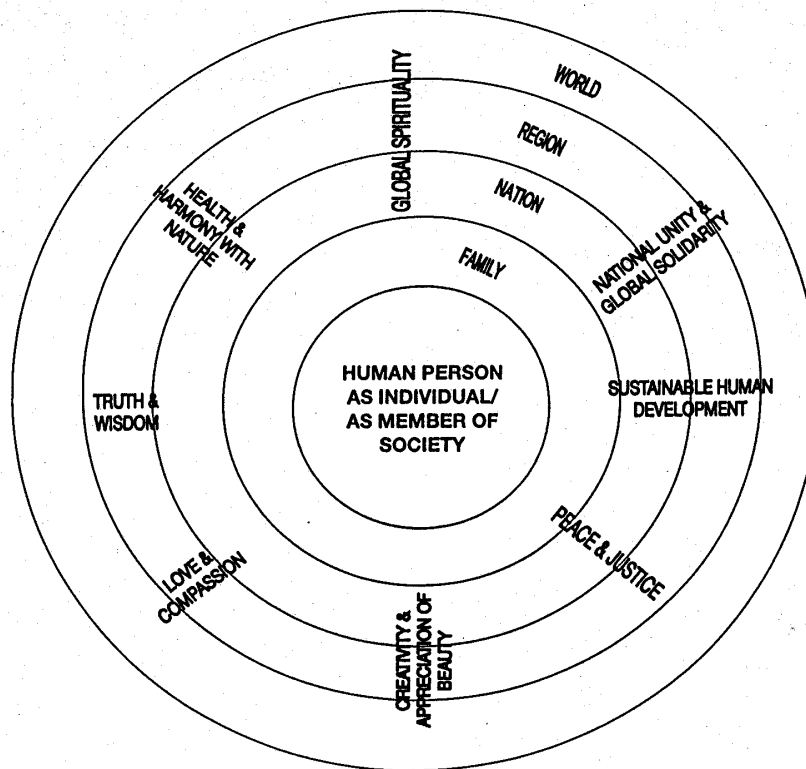 WORLD
REGION
NATION
FAMILY
GLOBAL SPIRITUALITY
HEALTH &
HARMONY WITH
NATURE
NATIONAL UNITY &
GLOBAL SOLIDARITY
HUMAN PERSON
AS INDIVIDUAL/
AS MEMBER OF
SOCIETY
TRUTH &
WISDOM
SUSTAINABLE HUMAN
DEVELOPMENT
LOVE &
COMPASSION
PEACE & JUSTICE
CREATIVITY &
APPRECIATION OF
BEAUTY